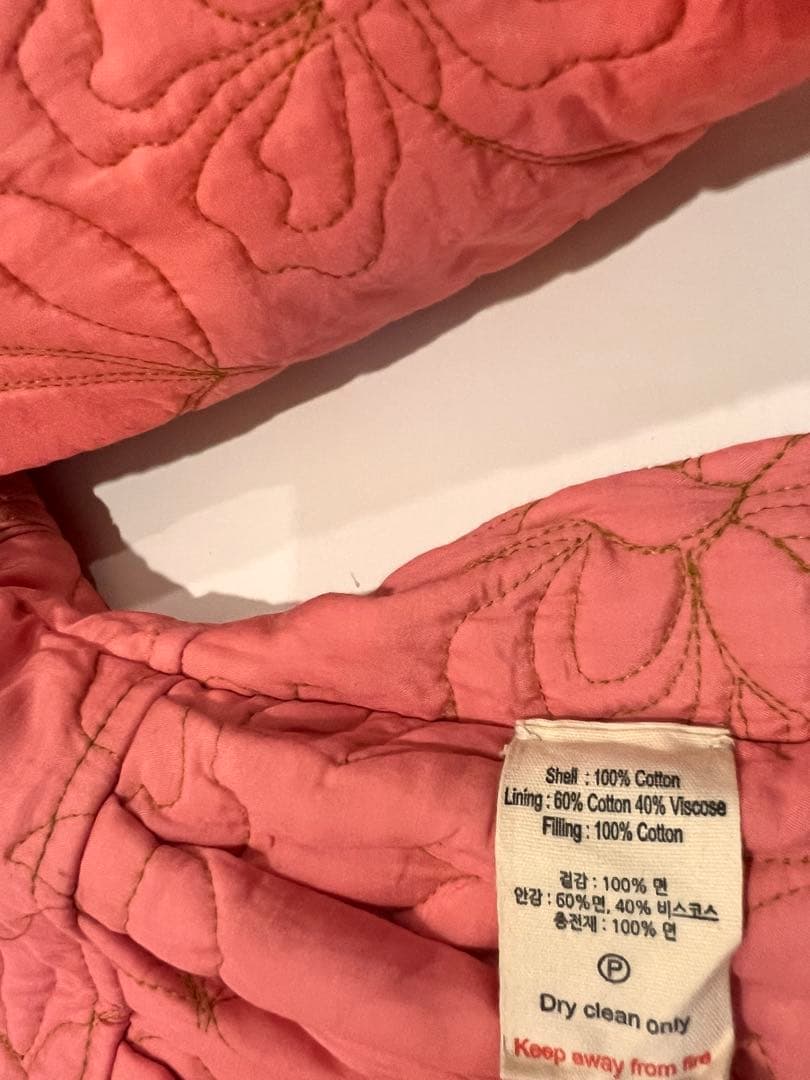 Shell : 100% Cotton
Lining : 60% Cotton 40% Viscose
Filling : 100% Cotton
겉감 : 100% 면
안감 : 60%면, 40% 비스코스
충전재 : 100% 면
P
Dry clean only
Keep away from fire